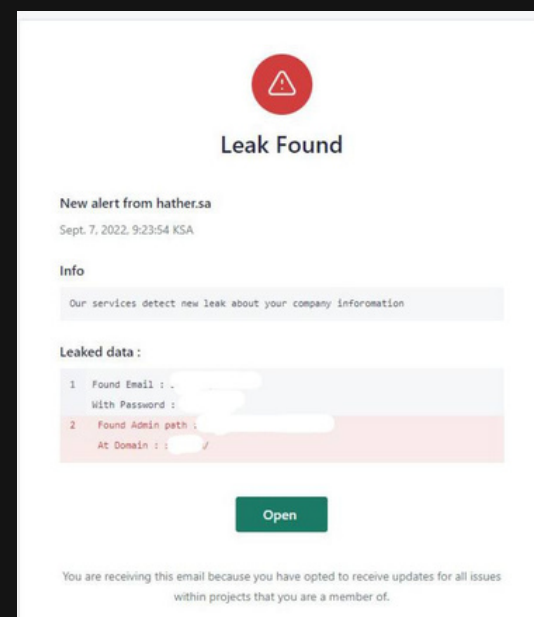 Leak Found
New alert from hather.sa
Sept. 7, 2022, 9:23:54 KSA
Info
Our services detect new leak about your company inforomation
Leaked data :
1 Found Email : .
With Password :
2 Found Admin path :
At Domain : : /
Open
You are receiving this email because you have opted to receive updates for all issues
within projects that you are a member of.